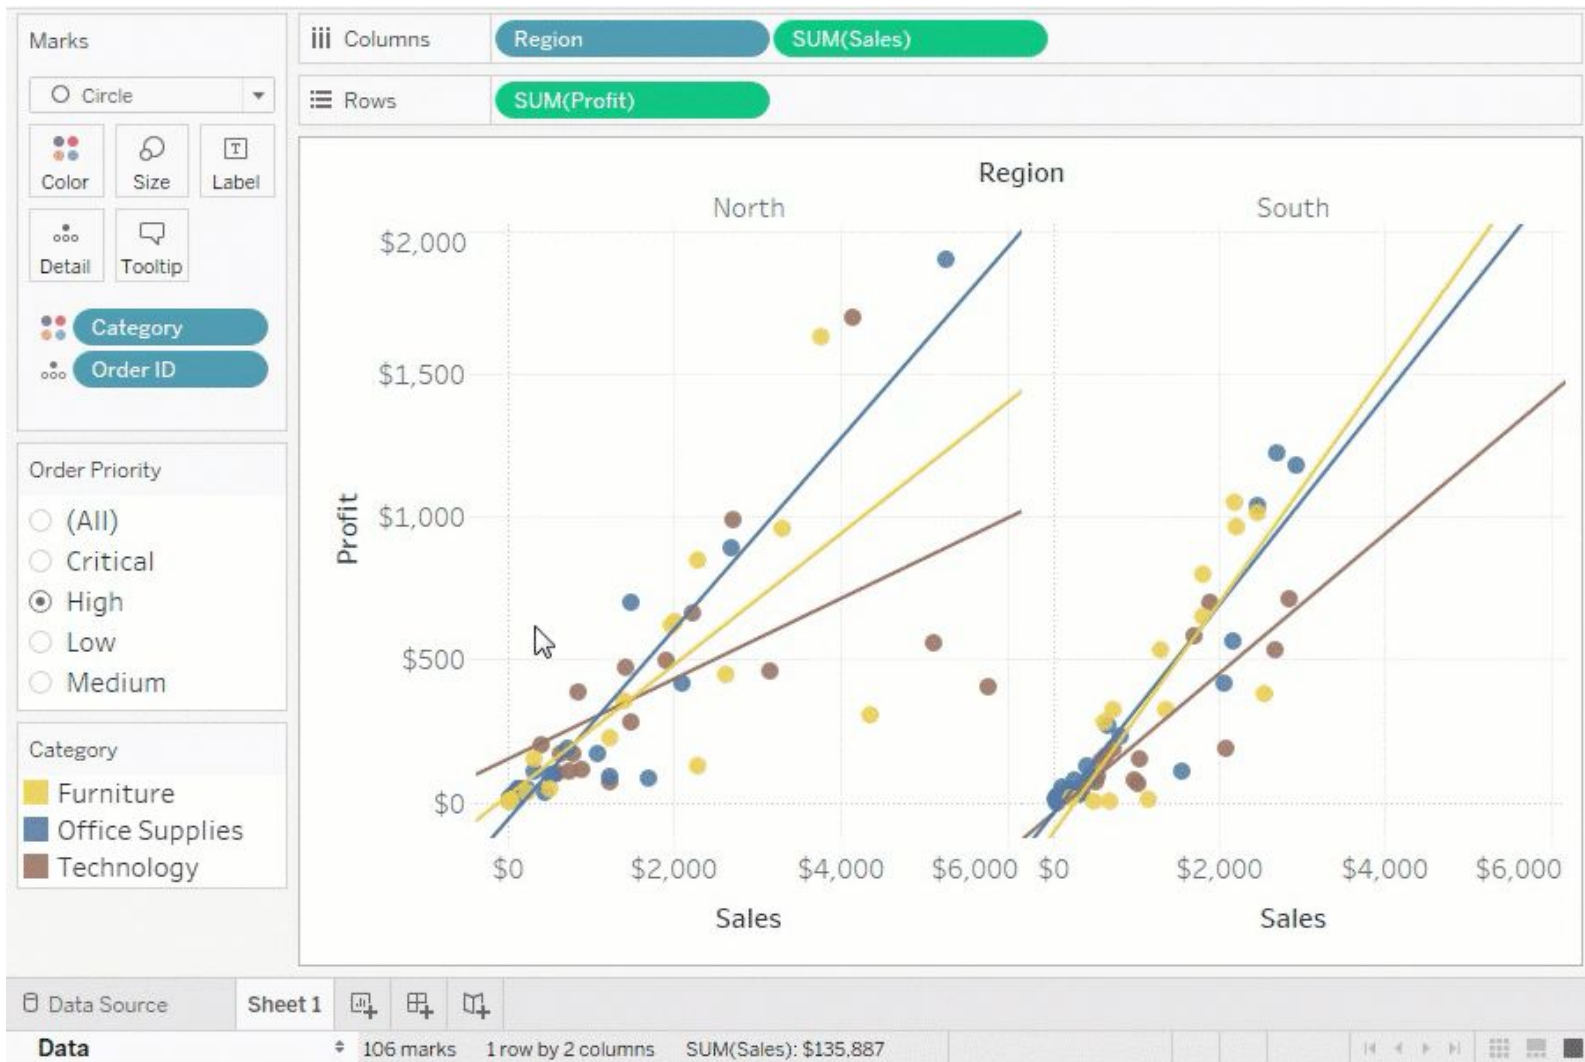 Marks
Circle
Color Size Label
Detail Tooltip
Category
Order ID
Order Priority
(All)
Critical
High
Low
Medium
Category
Furniture
Office Supplies
Technology
Columns Region SUM(Sales)
Rows SUM(Profit)
Region
North South
$2,000
$1,500
$1,000
$500
$0
Profit
$0 $2,000 $4,000 $6,000 $0 $2,000 $4,000 $6,000
Sales Sales
Data Source Sheet 1
Data 106 marks 1 row by 2 columns SUM(Sales): $135,887